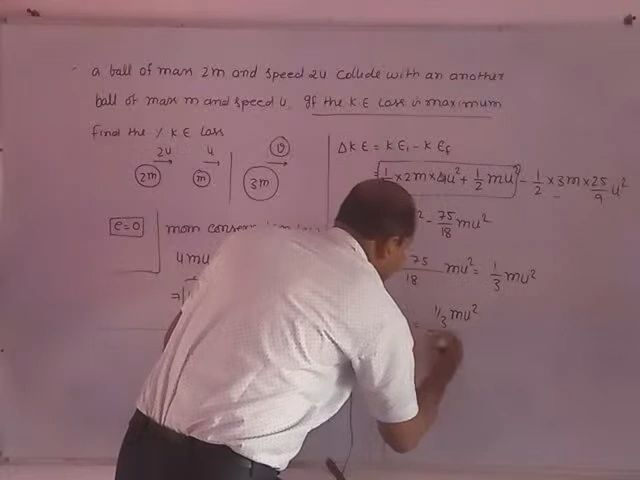 a ball of mass 2m and speed 2u collide with an another
ball of mass m and speed u. If the K.E loss is maximum
find the % K E loss
2u u v
2m m 3m
e=0
mom conser
4mu
ΔKE = KEi - KEf
= 1/2 ×2m×4u² + 1/2 mu² - 1/2 × 3m × 25/9 u²
² - 75/18 mu²
75/18 mu² = 1/3 mu²
= 1/3 mu²